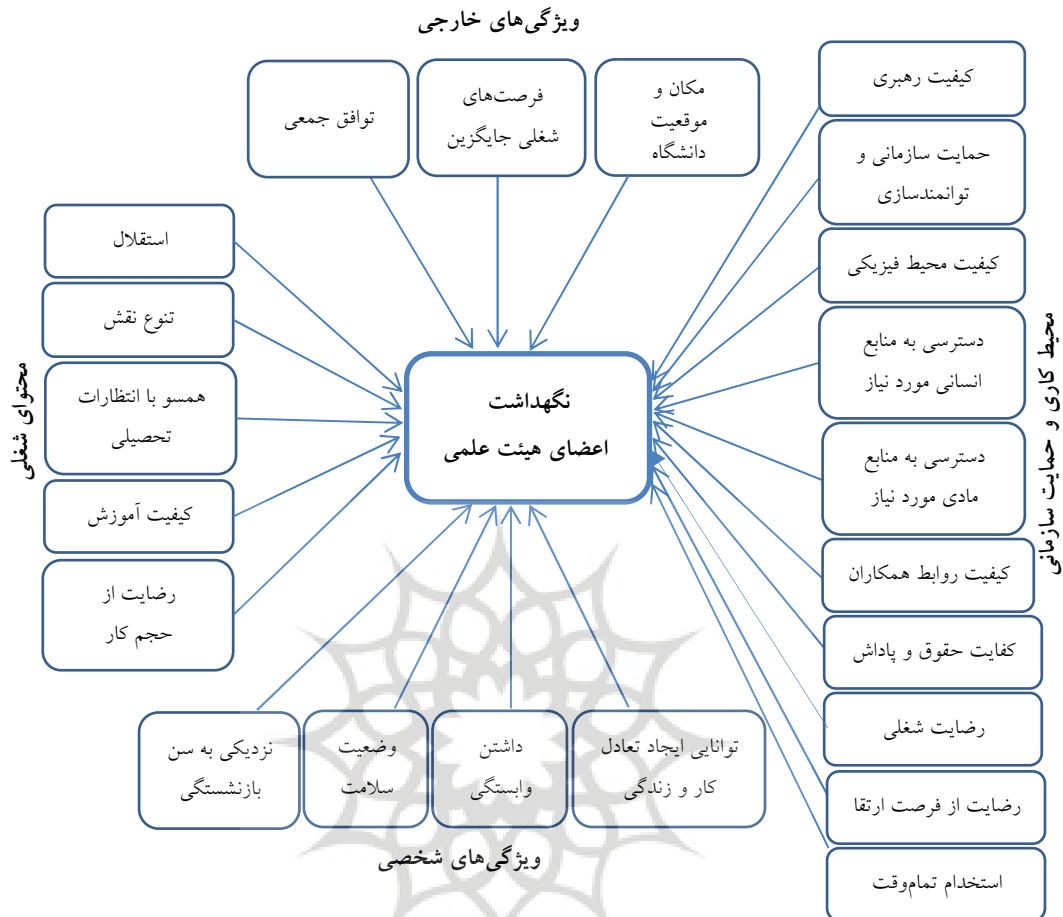 ویژگی‌های خارجی
مکان و
موقعیت
دانشگاه
فرصت‌های
شغلی جایگزین
توافق جمعی
محیط کاری و حمایت سازمانی
کیفیت رهبری
حمایت سازمانی و
توانمندسازی
کیفیت محیط فیزیکی
دسترسی به منابع
انسانی مورد نیاز
دسترسی به منابع
مادی مورد نیاز
کیفیت روابط همکاران
کفایت حقوق و پاداش
رضایت شغلی
رضایت از فرصت ارتقا
استخدام تمام‌وقت
نگهداشت
اعضای هیئت علمی
محتوای شغلی
استقلال
تنوع نقش
همسو با انتظارات
تحصیلی
کیفیت آموزش
رضایت از
حجم کار
توانایی ایجاد تعادل
کار و زندگی
داشتن
وابستگی
وضعیت
سلامت
نزدیکی به سن
بازنشستگی
ویژگی‌های شخصی